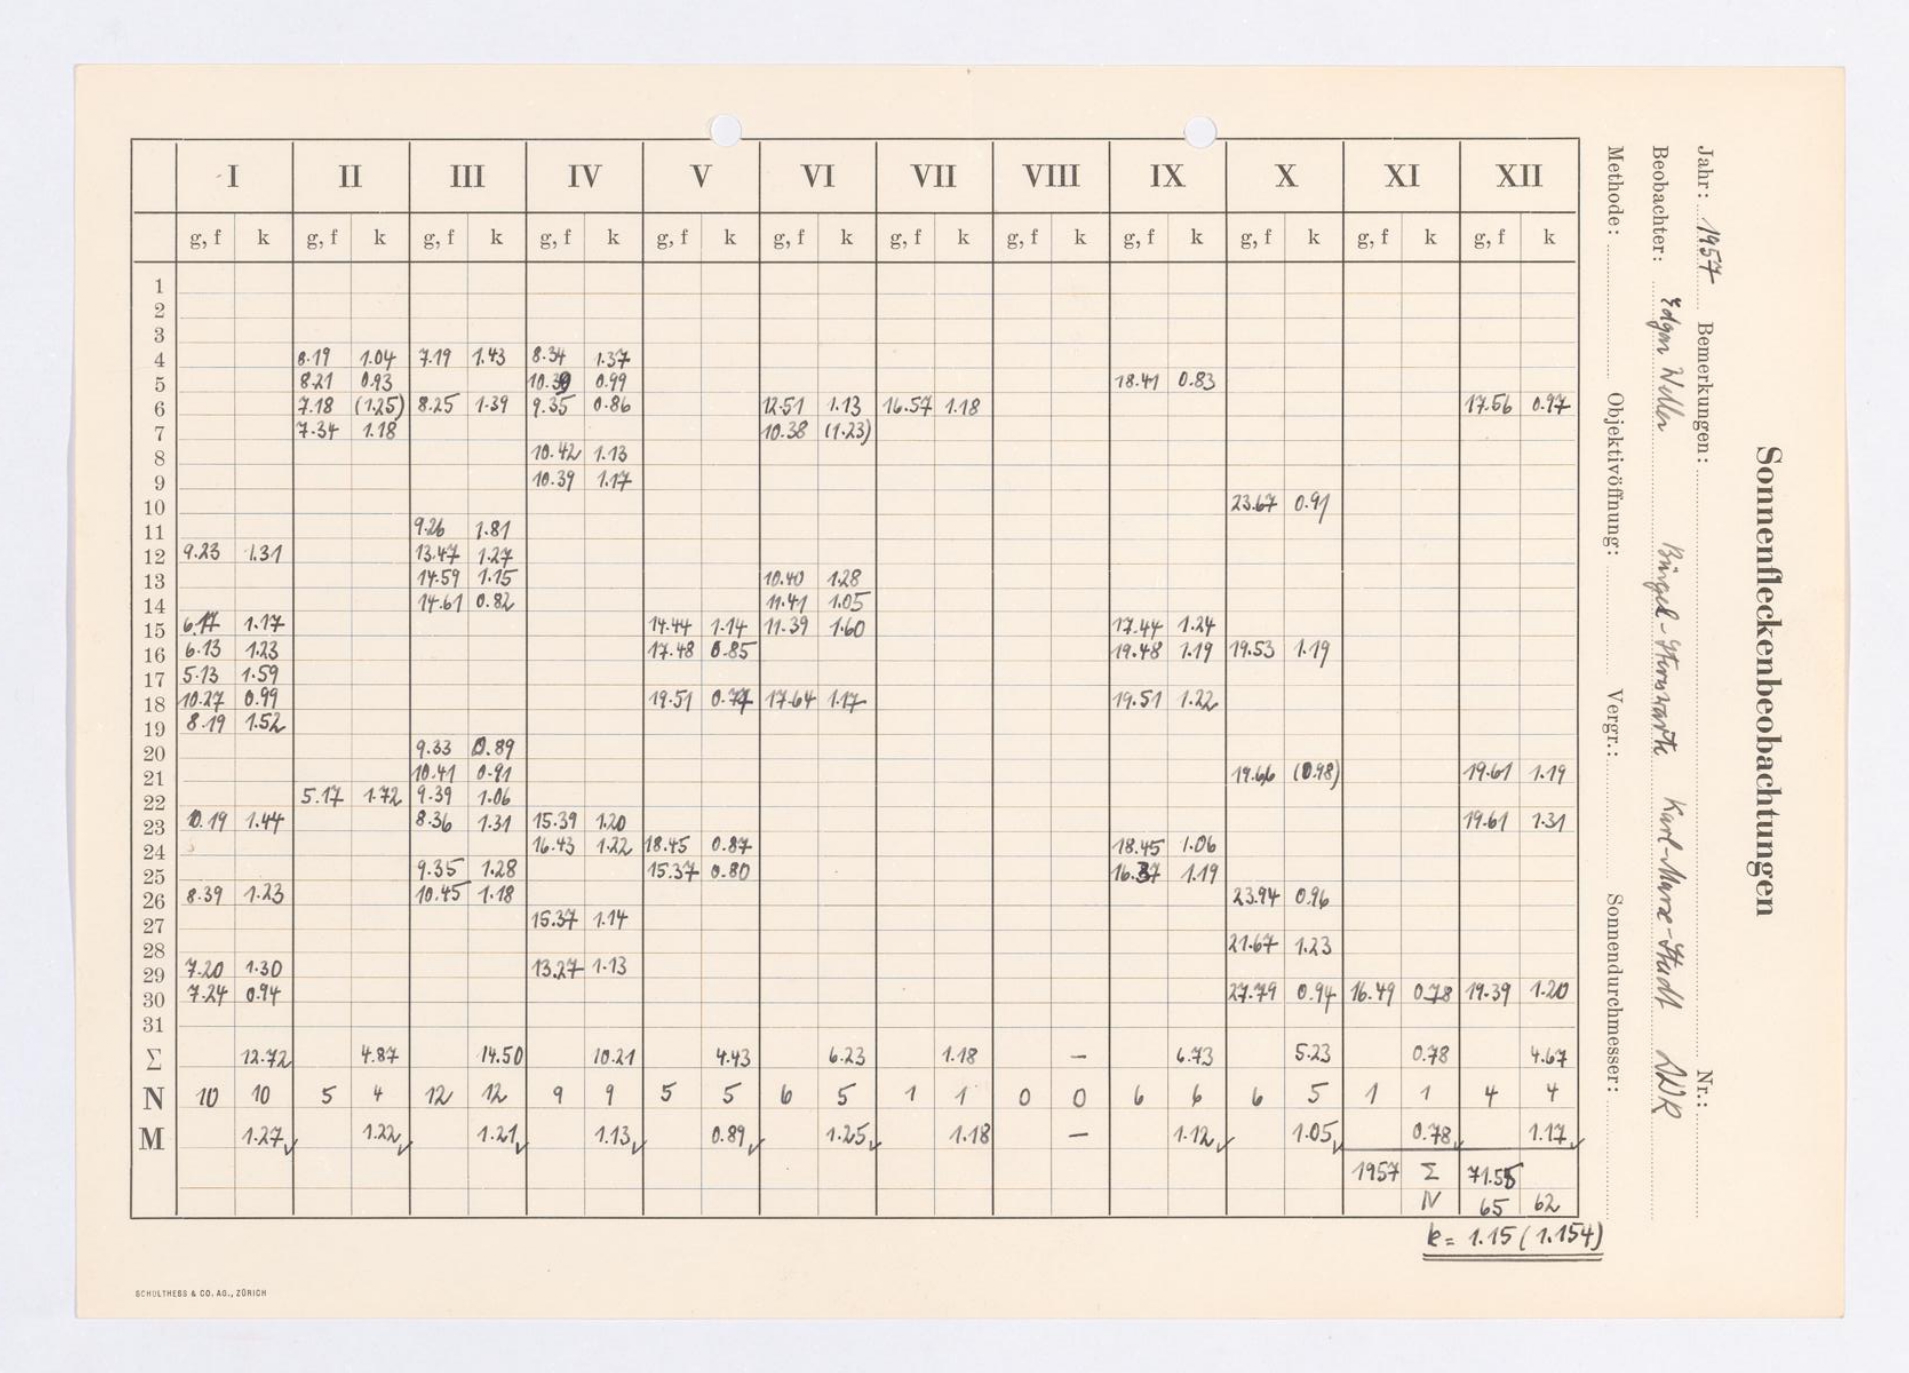 Sonnenfleckenbeobachtungen
Jahr: 1957 Bemerkungen: Nr.:
Beobachter: Edgar Bürgel-Sternwarte Karl-Marx-Stadt DDR
Methode: Objektivöffnung: Vergr.: Sonnendurchmesser:
I II III IV V VI VII VIII IX X XI XII
g, f k g, f k g, f k g, f k g, f k g, f k g, f k g, f k g, f k g, f k g, f k g, f k
1
2
3
4 8.19 1.04 7.19 1.43 8.34 1.37
5 8.21 0.93 0.99 18.41 0.83
6 7.18 (1.25) 8.25 1.39 9.35 0.86 12.51 1.13 16.57 1.18 17.56 0.97
7 7.34 1.18 10.38 (1.23)
8 10.42 1.13
9 10.39 1.17
10 23.67 0.91
11 9.26 1.81
12 9.23 1.31 13.47 1.27
13 14.59 1.15 10.40 1.28
14 14.61 0.82 11.41 1.05
15 6.17 1.17 14.44 1.14 11.39 1.60 17.44 1.24
16 6.13 1.23 17.48 0.85 19.48 1.19 19.53 1.19
17 5.13 1.59
18 10.27 0.99 19.51 0.77 17.64 1.17 19.51 1.22
19 8.19 1.52
20 9.33 0.89
21 10.41 0.91 19.66 (0.98) 19.61 1.19
22 5.17 1.72 9.39 1.06
23 1.44 8.36 1.31 15.39 1.20 19.61 1.31
24 16.43 1.22 18.45 0.87 18.45 1.06
25 9.35 1.28 15.37 0.80 16.37 1.19
26 8.39 1.23 10.45 1.18 23.94 0.96
27 15.37 1.14
28 21.67 1.23
29 7.20 1.30 13.27 1.13
30 7.24 0.94 27.79 0.94 16.49 0.78 19.39 1.20
31
Σ 12.72 4.87 14.50 10.21 4.43 6.23 1.18 – 6.73 5.23 0.78 4.67
N 10 10 5 4 12 12 9 9 5 5 6 5 1 1 0 0 6 6 6 5 1 1 4 4
M 1.27 1.22 1.21 1.13 0.89 1.25 1.18 – 1.12 1.05 0.78 1.17
1957 Σ 71.55
N 65 62
k = 1.15 (1.154)
SCHULTHESS & CO. AG., ZÜRICH